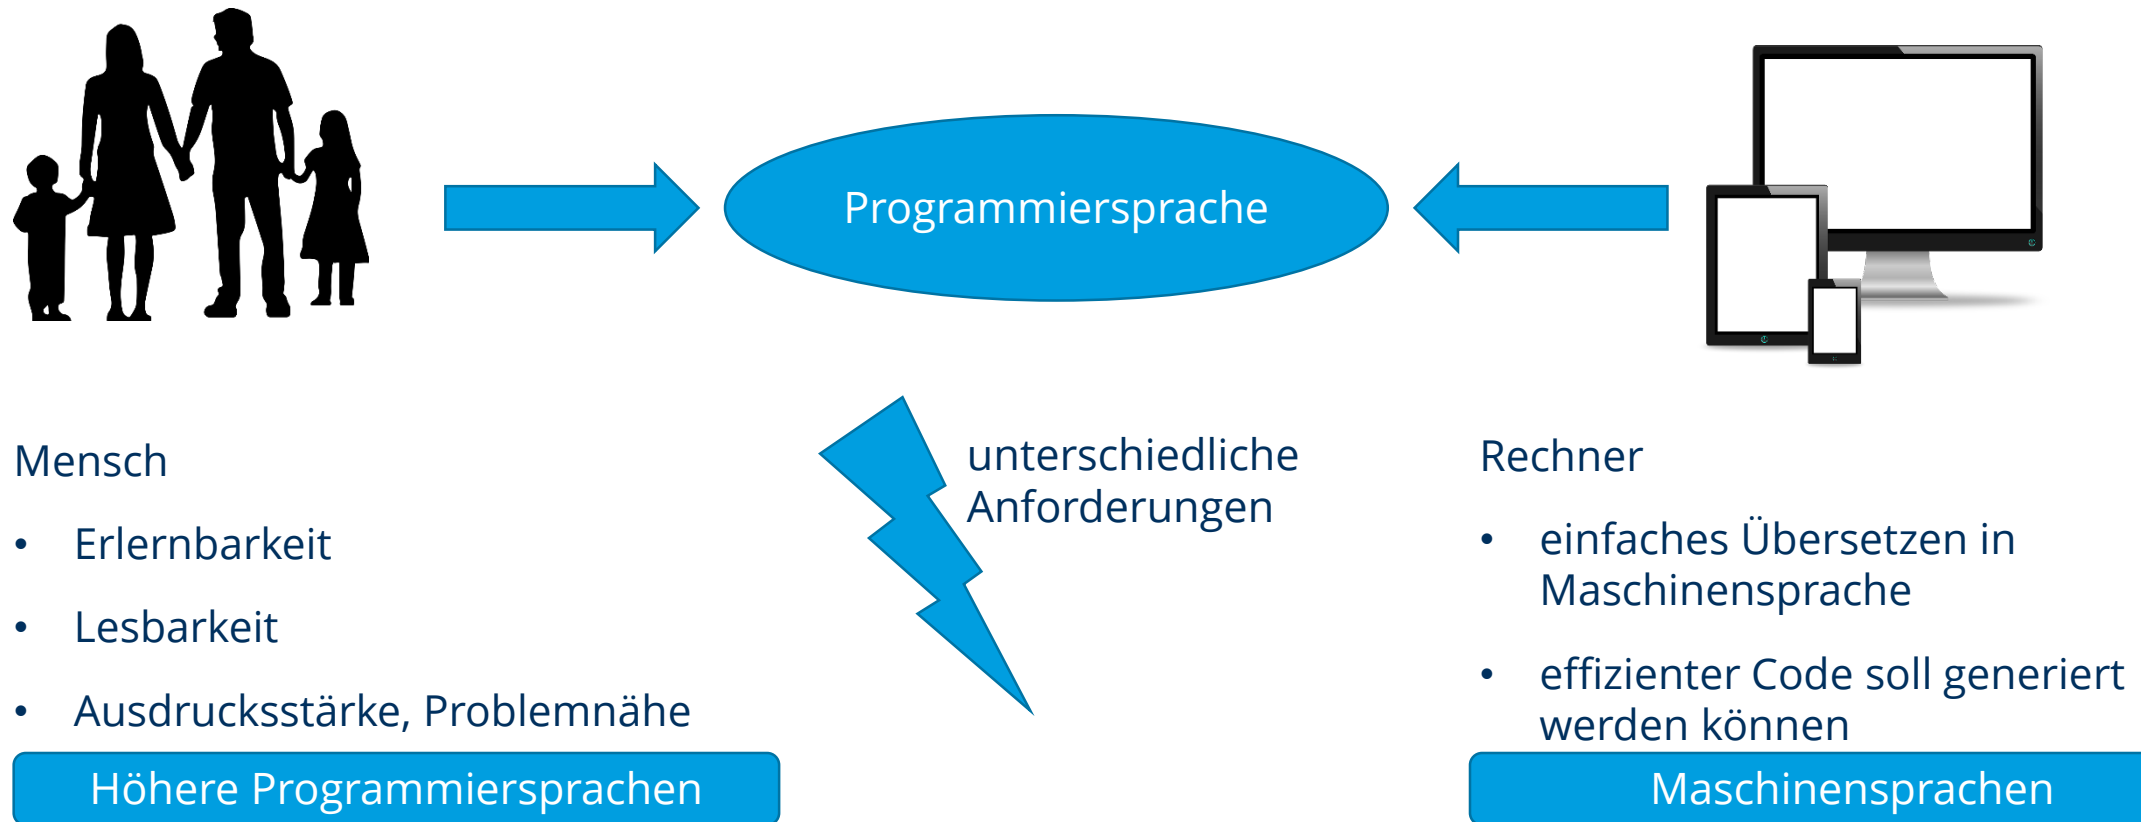 Programmiersprache
Mensch
• Erlernbarkeit
• Lesbarkeit
• Ausdrucksstärke, Problemnähe
Höhere Programmiersprachen
unterschiedliche
Anforderungen
Rechner
• einfaches Übersetzen in
Maschinensprache
• effizienter Code soll generiert
werden können
Maschinensprachen